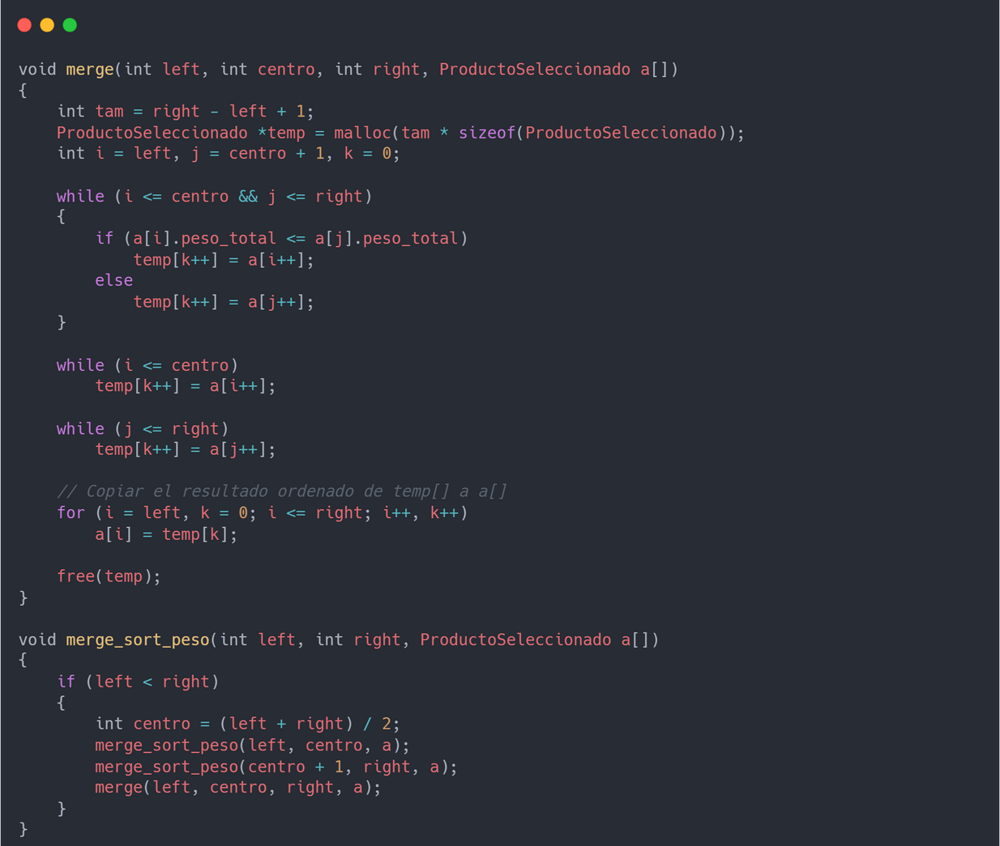 void merge(int left, int centro, int right, ProductoSeleccionado a[])
{
    int tam = right - left + 1;
    ProductoSeleccionado *temp = malloc(tam * sizeof(ProductoSeleccionado));
    int i = left, j = centro + 1, k = 0;

    while (i <= centro && j <= right)
    {
        if (a[i].peso_total <= a[j].peso_total)
            temp[k++] = a[i++];
        else
            temp[k++] = a[j++];
    }

    while (i <= centro)
        temp[k++] = a[i++];

    while (j <= right)
        temp[k++] = a[j++];

    // Copiar el resultado ordenado de temp[] a a[]
    for (i = left, k = 0; i <= right; i++, k++)
        a[i] = temp[k];

    free(temp);
}

void merge_sort_peso(int left, int right, ProductoSeleccionado a[])
{
    if (left < right)
    {
        int centro = (left + right) / 2;
        merge_sort_peso(left, centro, a);
        merge_sort_peso(centro + 1, right, a);
        merge(left, centro, right, a);
    }
}